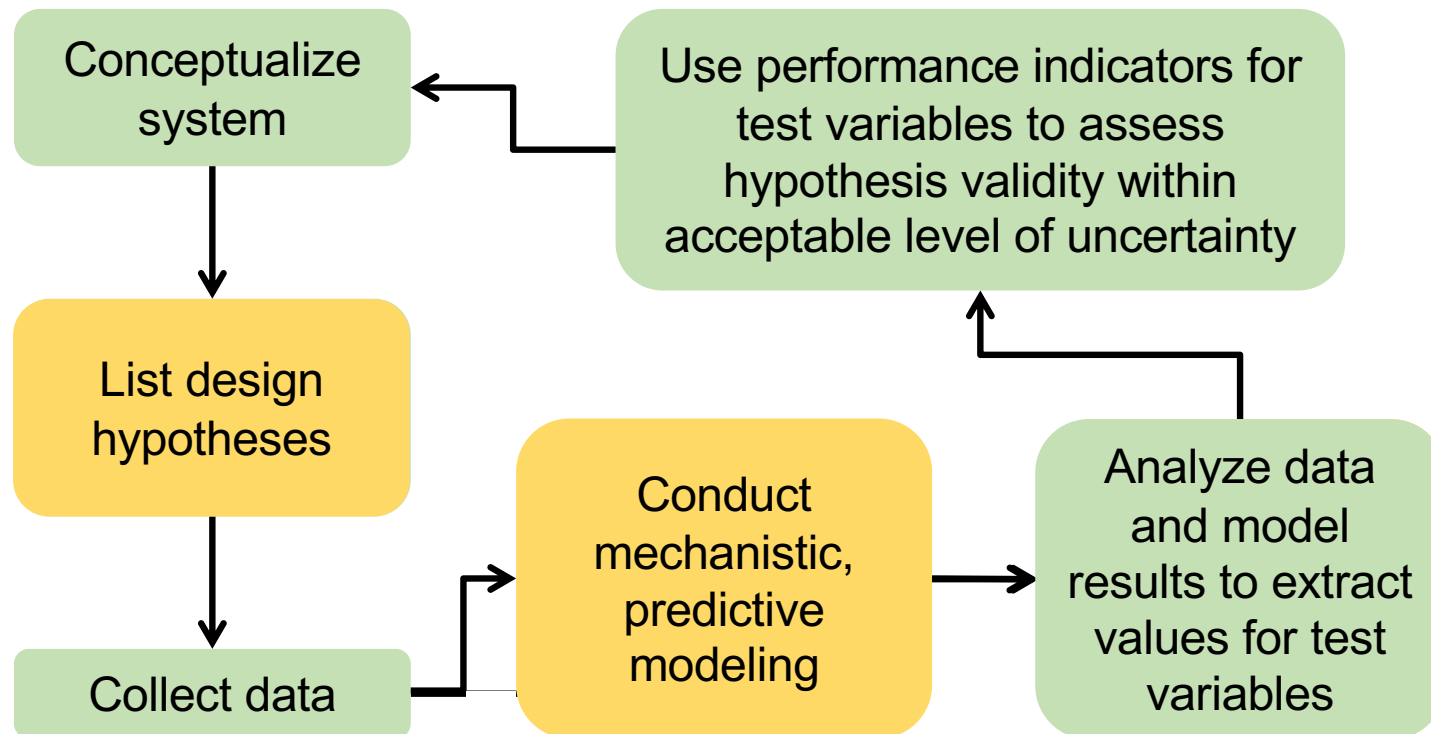 Conceptualize
system
Use performance indicators for
test variables to assess
hypothesis validity within
acceptable level of uncertainty
List design
hypotheses
Conduct
mechanistic,
predictive
modeling
Analyze data
and model
results to extract
values for test
variables
Collect data